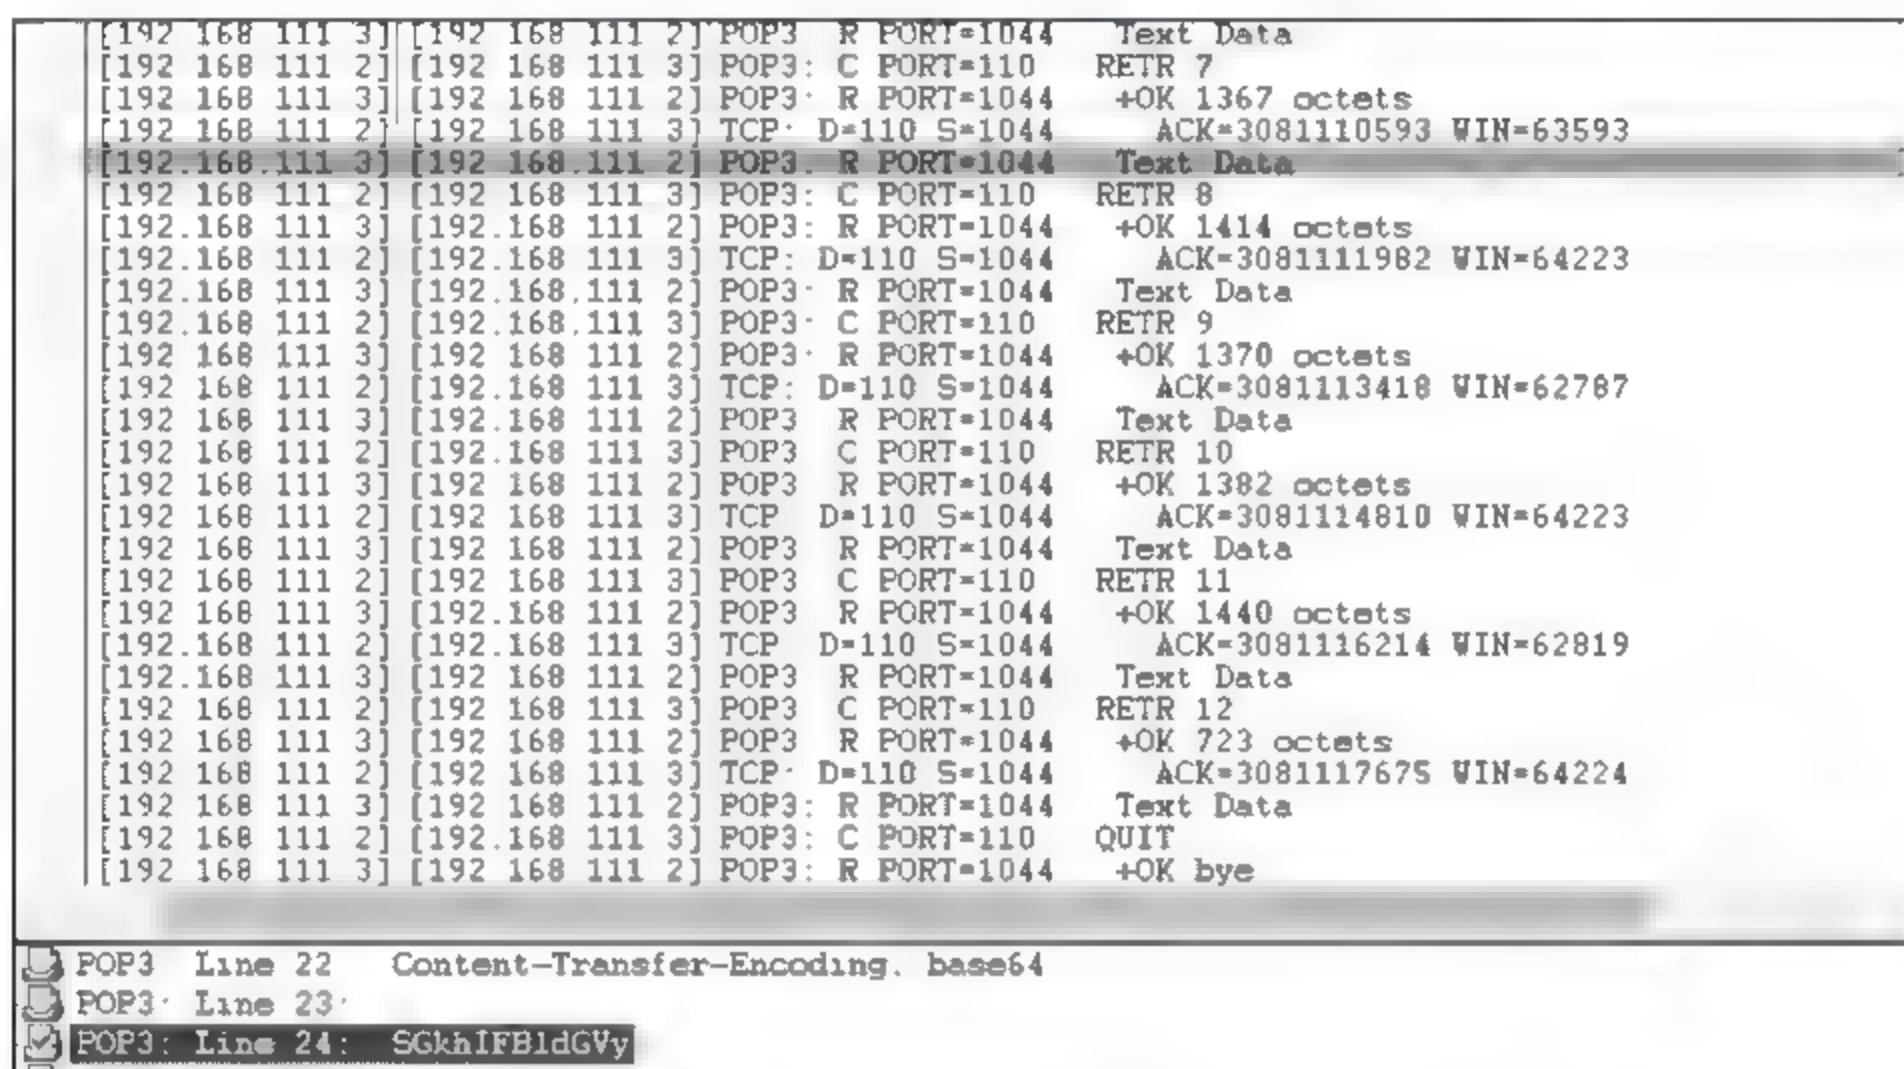 [192 168 111 3] [192 168 111 2] POP3 R PORT=1044 Text Data
[192 168 111 2] [192 168 111 3] POP3: C PORT=110 RETR 7
[192 168 111 3] [192 168 111 2] POP3: R PORT=1044 +OK 1367 octets
[192 168 111 2] [192 168 111 3] TCP: D=110 S=1044 ACK=3081110593 WIN=63593
[192.168.111.3] [192.168.111.2] POP3: R PORT=1044 Text Data
[192 168 111 2] [192 168 111 3] POP3: C PORT=110 RETR 8
[192.168 111 3] [192.168 111 2] POP3: R PORT=1044 +OK 1414 octets
[192.168 111 2] [192.168 111 3] TCP: D=110 S=1044 ACK=3081111982 WIN=64223
[192.168 111 3] [192.168.111 2] POP3: R PORT=1044 Text Data
[192.168 111 2] [192.168.111 3] POP3: C PORT=110 RETR 9
[192 168 111 3] [192.168 111 2] POP3: R PORT=1044 +OK 1370 octets
[192 168 111 2] [192.168 111 3] TCP: D=110 S=1044 ACK=3081113418 WIN=62787
[192 168 111 3] [192.168 111 2] POP3 R PORT=1044 Text Data
[192 168 111 2] [192.168 111 3] POP3 C PORT=110 RETR 10
[192 168 111 3] [192 168 111 2] POP3 R PORT=1044 +OK 1382 octets
[192 168 111 2] [192 168 111 3] TCP D=110 S=1044 ACK=3081114810 WIN=64223
[192 168 111 3] [192 168 111 2] POP3 R PORT=1044 Text Data
[192 168 111 2] [192 168 111 3] POP3 C PORT=110 RETR 11
[192 168 111 3] [192.168 111 2] POP3 R PORT=1044 +OK 1440 octets
[192.168 111 2] [192.168 111 3] TCP D=110 S=1044 ACK=3081116214 WIN=62819
[192.168 111 3] [192 168 111 2] POP3 R PORT=1044 Text Data
[192 168 111 2] [192 168 111 3] POP3 C PORT=110 RETR 12
[192 168 111 3] [192 168 111 2] POP3 R PORT=1044 +OK 723 octets
[192 168 111 2] [192 168 111 3] TCP: D=110 S=1044 ACK=3081117675 WIN=64224
[192 168 111 3] [192 168 111 2] POP3: R PORT=1044 Text Data
[192 168 111 2] [192.168 111 3] POP3: C PORT=110 QUIT
[192 168 111 3] [192 168 111 2] POP3: R PORT=1044 +OK bye
POP3 Line 22 Content-Transfer-Encoding. base64
POP3: Line 23:
POP3: Line 24: SGkhIFBldGVy